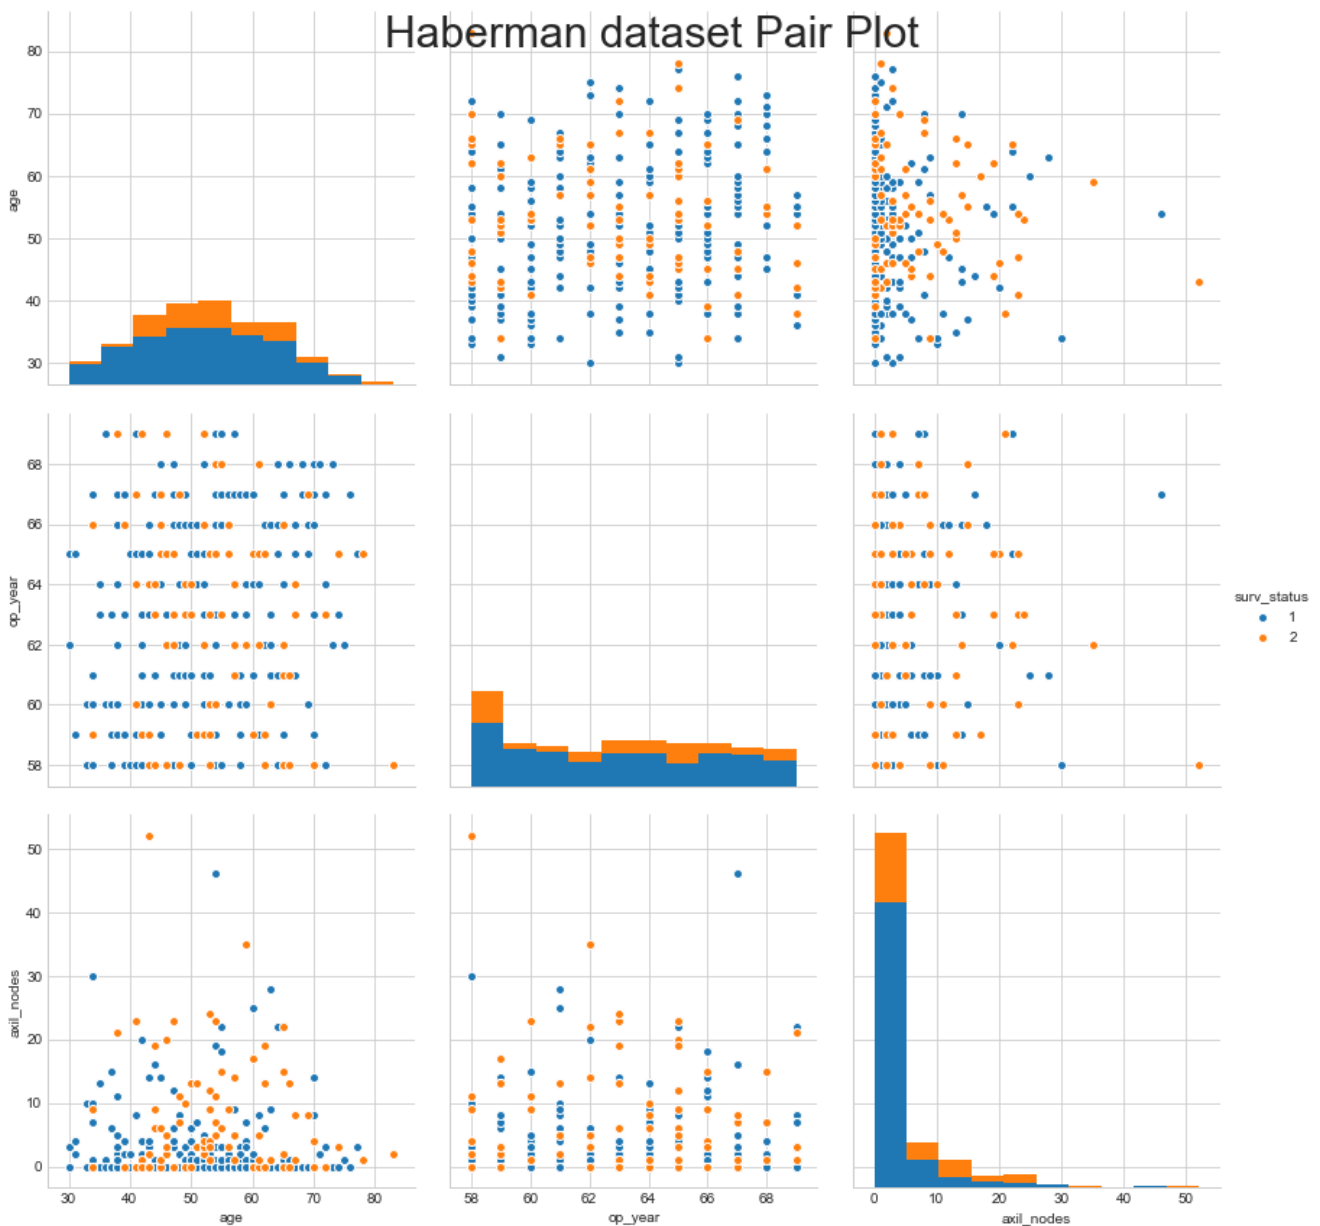 Haberman dataset Pair Plot
80
70
60
50
40
30
age
68
66
64
62
60
58
op_year
surv_status
1
2
50
40
30
20
10
0
axil_nodes
30 40 50 60 70 80
58 60 62 64 66 68
0 10 20 30 40 50
age
op_year
axil_nodes